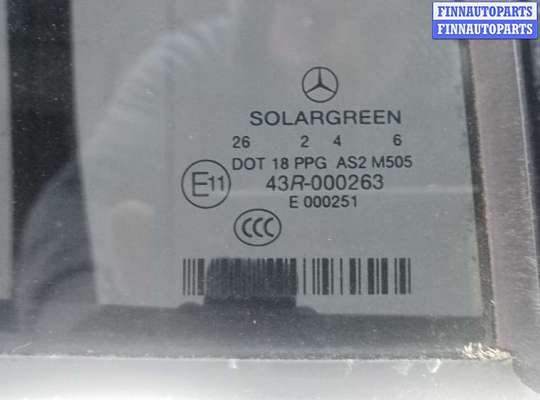 FINNAUTOPARTS
FINNAUTOPARTS
SOLARGREEN
26 2 4 6
DOT 18 PPG AS2 M505
E11 43R-000263
E 000251
CCC